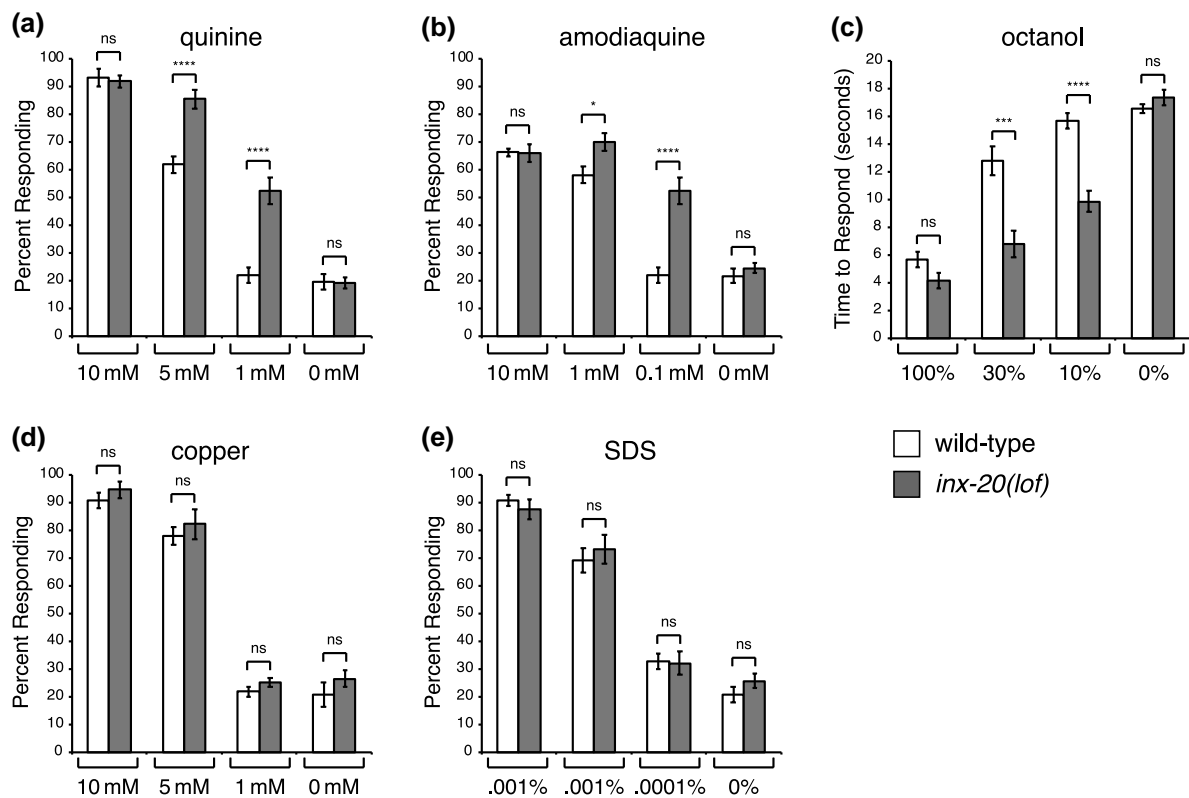 (a) quinine
Percent Responding
100
90
80
70
60
50
40
30
20
10
0
ns
****
****
ns
10 mM 5 mM 1 mM 0 mM
(b) amodiaquine
Percent Responding
100
90
80
70
60
50
40
30
20
10
0
ns
*
****
ns
10 mM 1 mM 0.1 mM 0 mM
(c) octanol
Time to Respond (seconds)
20
18
16
14
12
10
8
6
4
2
0
ns
***
****
ns
100% 30% 10% 0%
wild-type
inx-20(lof)
(d) copper
Percent Responding
100
90
80
70
60
50
40
30
20
10
0
ns
ns
ns
ns
10 mM 5 mM 1 mM 0 mM
(e) SDS
Percent Responding
100
90
80
70
60
50
40
30
20
10
0
ns
ns
ns
ns
.001% .001% .0001% 0%